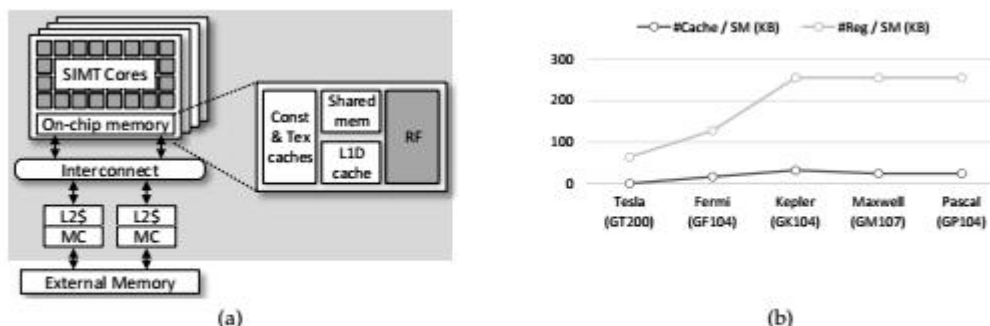 SIMT Cores
On-chip memory
Interconnect
L2$
MC
L2$
MC
External Memory
Const
& Tex
caches
Shared
mem
L1D
cache
RF
(a)
#Cache / SM (KB)
#Reg / SM (KB)
300
200
100
0
Tesla
(GT200)
Fermi
(GF104)
Kepler
(GK104)
Maxwell
(GM107)
Pascal
(GP104)
(b)